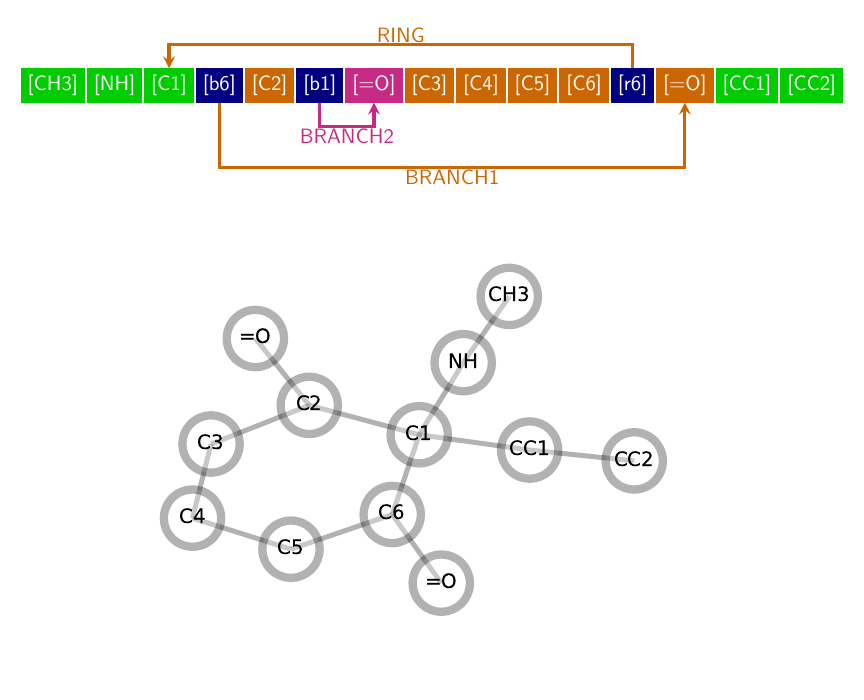 RING
[CH3] [NH] [C1] [b6] [C2] [b1] [=O] [C3] [C4] [C5] [C6] [r6] [=O] [CC1] [CC2]
BRANCH2
BRANCH1
CH3
=O
NH
C2
C1
C3
CC1
CC2
C6
C4
C5
=O